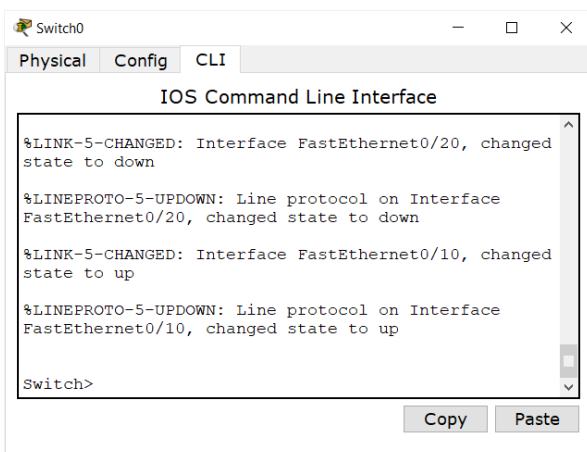 Switch0
Physical Config CLI
IOS Command Line Interface
%LINK-5-CHANGED: Interface FastEthernet0/20, changed
state to down
%LINEPROTO-5-UPDOWN: Line protocol on Interface
FastEthernet0/20, changed state to down
%LINK-5-CHANGED: Interface FastEthernet0/10, changed
state to up
%LINEPROTO-5-UPDOWN: Line protocol on Interface
FastEthernet0/10, changed state to up
Switch>
Copy Paste